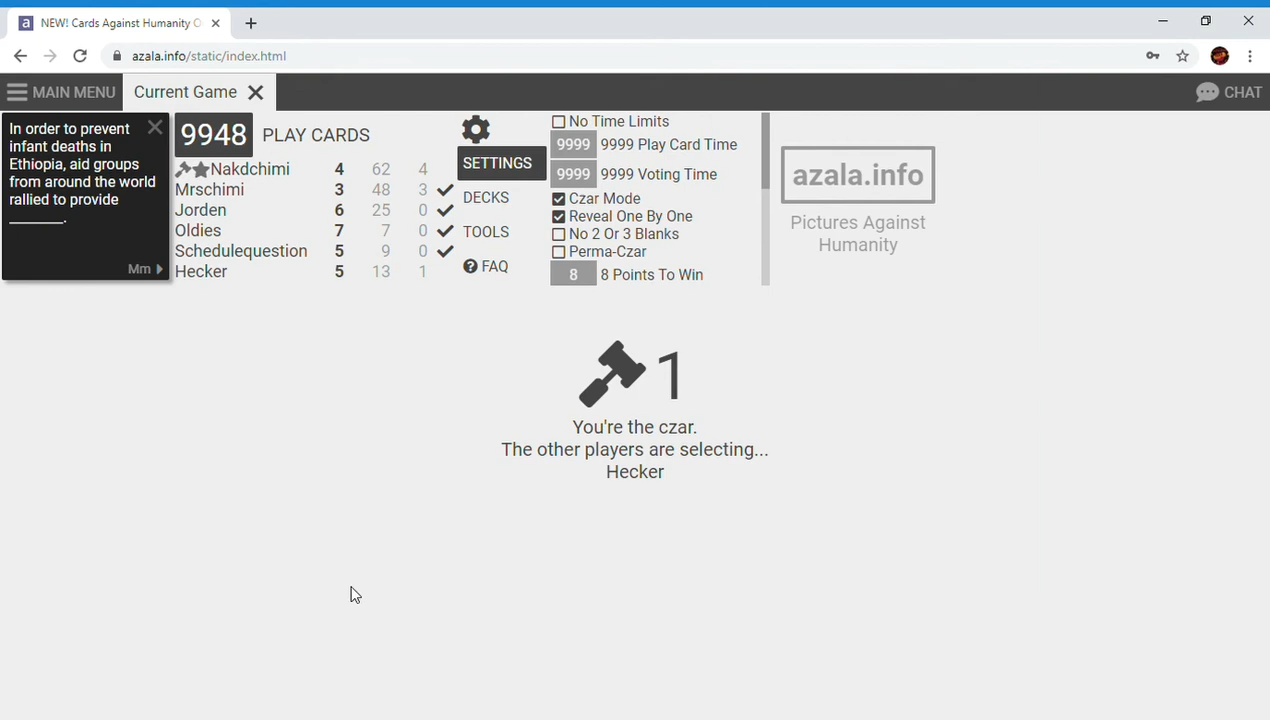 NEW! Cards Against Humanity O
azala.info/static/index.html
MAIN MENU
Current Game
CHAT
In order to prevent
infant deaths in
Ethiopia, aid groups
from around the world
rallied to provide
_______.
Mm
9948 PLAY CARDS
Nakdchimi 4 62 4
Mrschimi 3 48 3
Jorden 6 25 0
Oldies 7 7 0
Schedulequestion 5 9 0
Hecker 5 13 1
SETTINGS
DECKS
TOOLS
FAQ
No Time Limits
9999 9999 Play Card Time
9999 9999 Voting Time
Czar Mode
Reveal One By One
No 2 Or 3 Blanks
Perma-Czar
8 8 Points To Win
azala.info
Pictures Against
Humanity
1
You're the czar.
The other players are selecting...
Hecker